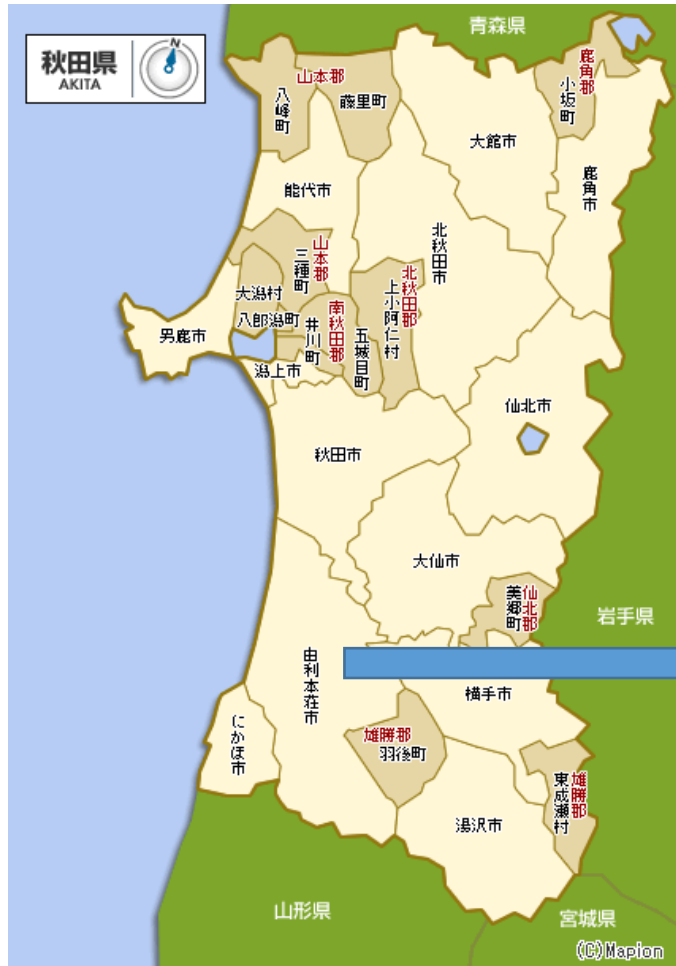 秋田県
AKITA
N
青森県
山本郡
八峰町
藤里町
大館市
鹿角郡
小坂町
鹿角市
能代市
北秋田市
山本郡
三種町
大潟村
八郎潟町
南秋田郡
井川町
五城目町
北秋田郡
上小阿仁村
男鹿市
潟上市
仙北市
秋田市
大仙市
仙北郡
美郷町
岩手県
由利本荘市
横手市
にかほ市
雄勝郡
羽後町
雄勝郡
東成瀬村
湯沢市
山形県
宮城県
(C)Mapion